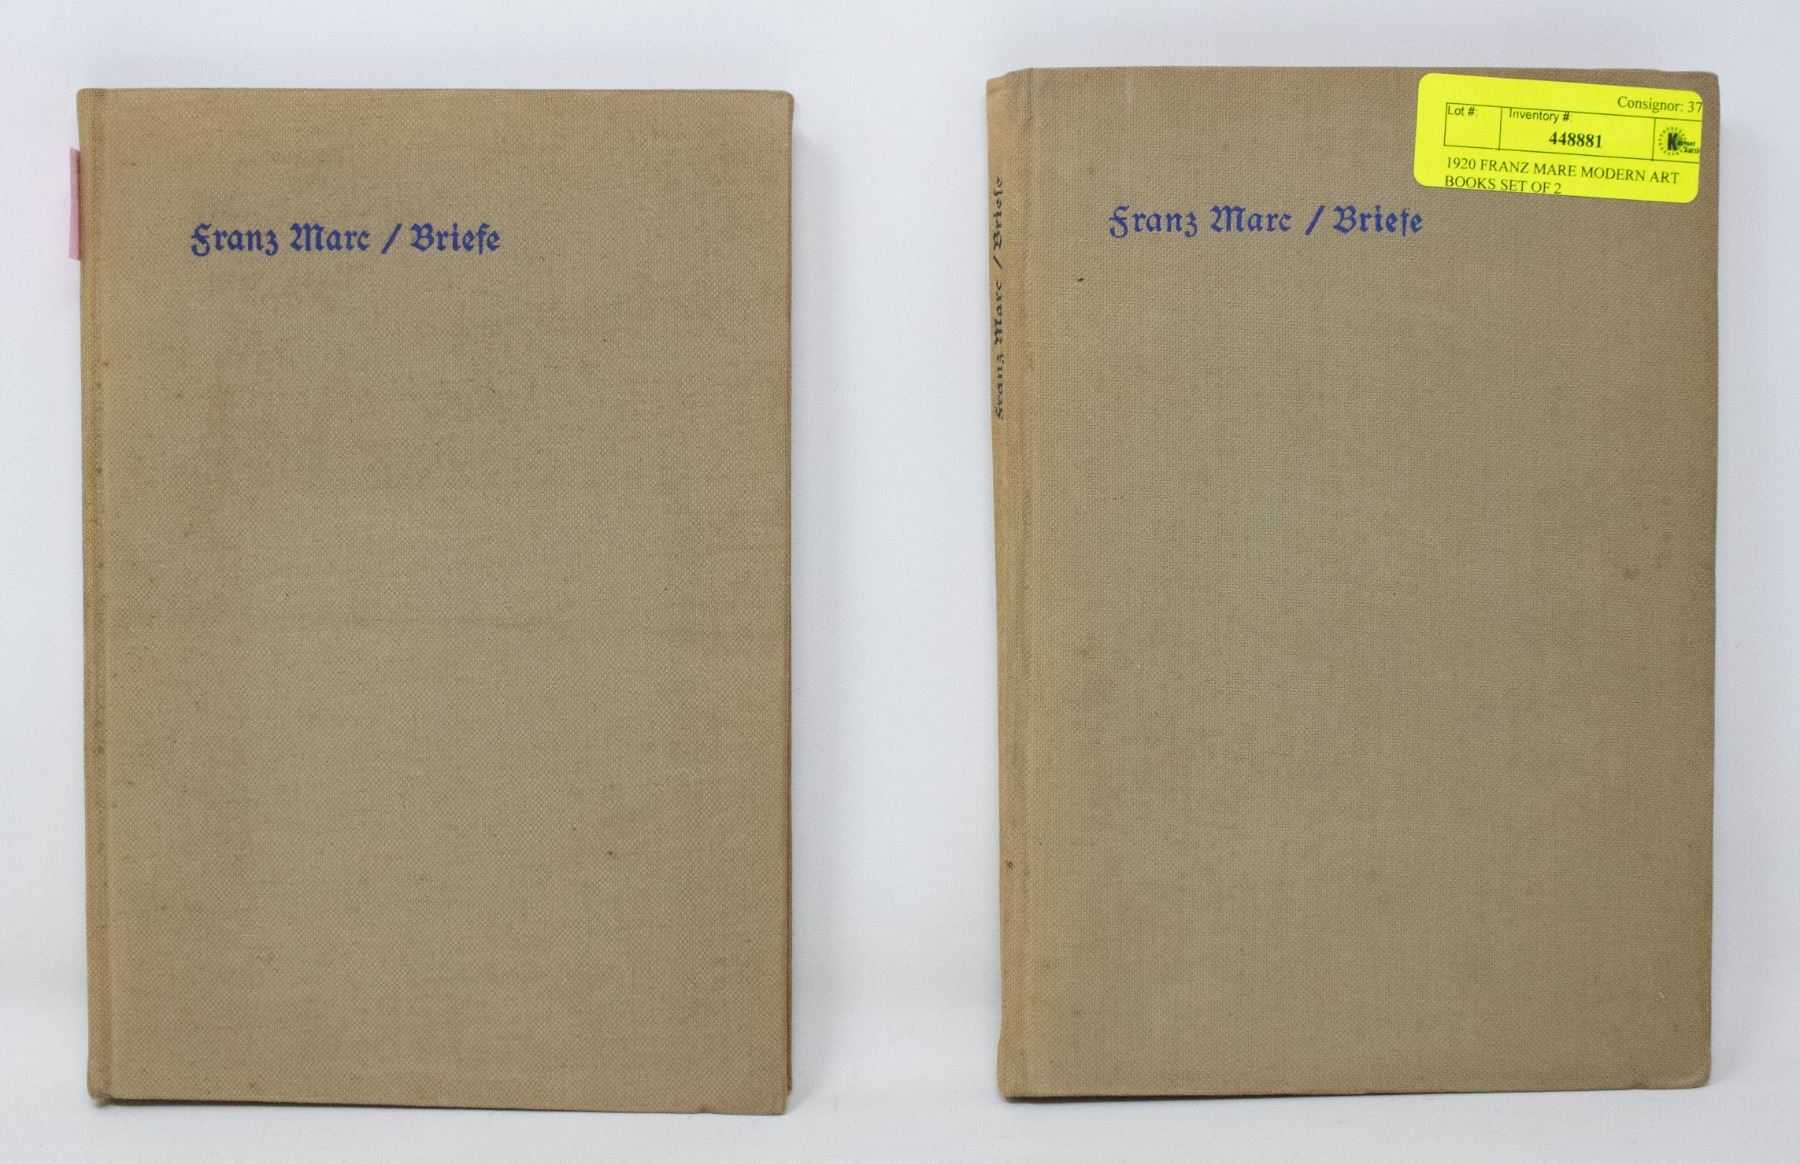 Franz Marc / Briefe
Franz Marc / Briefe
Franz Marc / Briefe
Consignor: 37
Lot #:
Inventory #:
448881
1920 FRANZ MARE MODERN ART
BOOKS SET OF 2